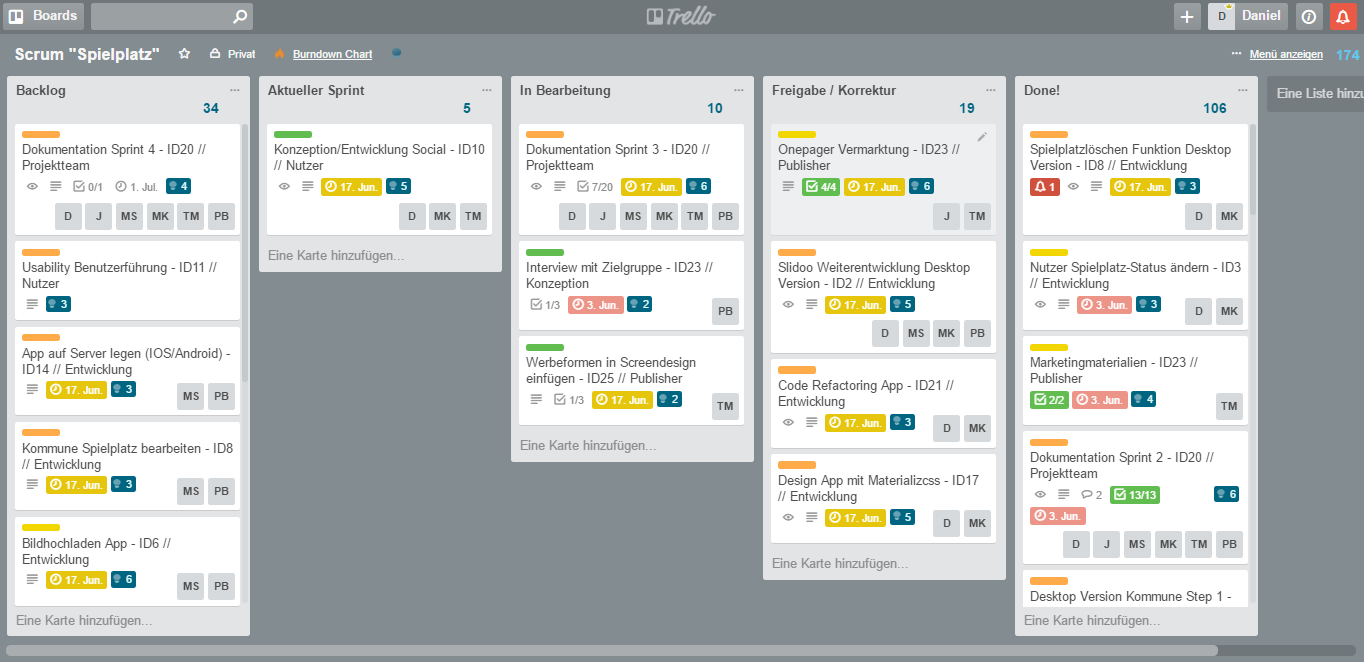 Boards
Trello
D Daniel
Scrum "Spielplatz"
Privat
Burndown Chart
Menü anzeigen
174
Backlog
34
Dokumentation Sprint 4 - ID20 //
Projektteam
0/1 1. Jul. 4
D J MS MK TM PB
Usability Benutzerführung - ID11 //
Nutzer
3
App auf Server legen (IOS/Android) -
ID14 // Entwicklung
17. Jun. 3
MS PB
Kommune Spielplatz bearbeiten - ID8
// Entwicklung
17. Jun. 3
MS PB
Bildhochladen App - ID6 //
Entwicklung
17. Jun. 6
MS PB
Eine Karte hinzufügen...
Aktueller Sprint
5
Konzeption/Entwicklung Social - ID10
// Nutzer
17. Jun. 5
D MK TM
Eine Karte hinzufügen...
In Bearbeitung
10
Dokumentation Sprint 3 - ID20 //
Projektteam
7/20 17. Jun. 6
D J MS MK TM PB
Interview mit Zielgruppe - ID23 //
Konzeption
1/3 3. Jun. 2
PB
Werbeformen in Screendesign
einfügen - ID25 // Publisher
1/3 17. Jun. 2
TM
Eine Karte hinzufügen...
Freigabe / Korrektur
19
Onepager Vermarktung - ID23 //
Publisher
4/4 17. Jun. 6
J TM
Slidoo Weiterentwicklung Desktop
Version - ID2 // Entwicklung
17. Jun. 5
D MS MK PB
Code Refactoring App - ID21 //
Entwicklung
17. Jun. 3
D MK
Design App mit Materializcss - ID17
// Entwicklung
17. Jun. 5
D MK
Eine Karte hinzufügen...
Done!
106
Spielplatzlöschen Funktion Desktop
Version - ID8 // Entwicklung
1 17. Jun. 3
D MK
Nutzer Spielplatz-Status ändern - ID3
// Entwicklung
3. Jun. 3
D MK
Marketingmaterialien - ID23 //
Publisher
2/2 3. Jun. 4
TM
Dokumentation Sprint 2 - ID20 //
Projektteam
2 13/13 6
3. Jun.
D J MS MK TM PB
Desktop Version Kommune Step 1 -
Eine Karte hinzufügen...
Eine Liste hinzu